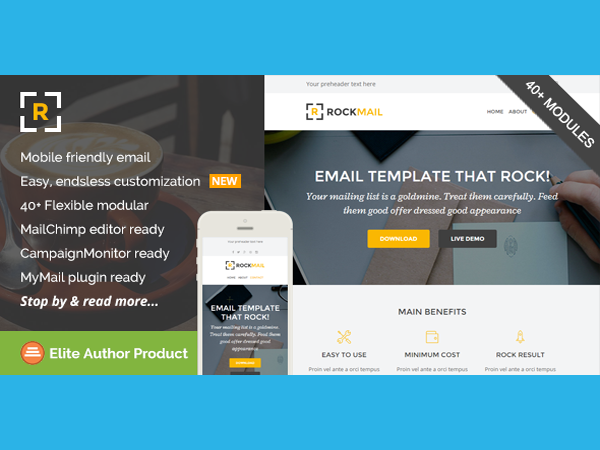 R
Mobile friendly email
Easy, endsless customization NEW
40+ Flexible modular
MailChimp editor ready
CampaignMonitor ready
MyMail plugin ready
Stop by & read more...
Elite Author Product
Your preheader text here
R ROCKMAIL
HOME ABOUT
EMAIL TEMPLATE
THAT ROCK!
Your mailing list is a goldmine.
Treat them carefully. Feed them
good offer dressed good
appearance
DOWNLOAD
Your preheader text here
R ROCKMAIL
HOME ABOUT
40+ MODULES
EMAIL TEMPLATE THAT ROCK!
Your mailing list is a goldmine. Treat them carefully. Feed
them good offer dressed good appearance
DOWNLOAD LIVE DEMO
MAIN BENEFITS
EASY TO USE MINIMUM COST ROCK RESULT
Proin vel ante a orci tempus Proin vel ante a orci tempus Proin vel ante a orci tempus